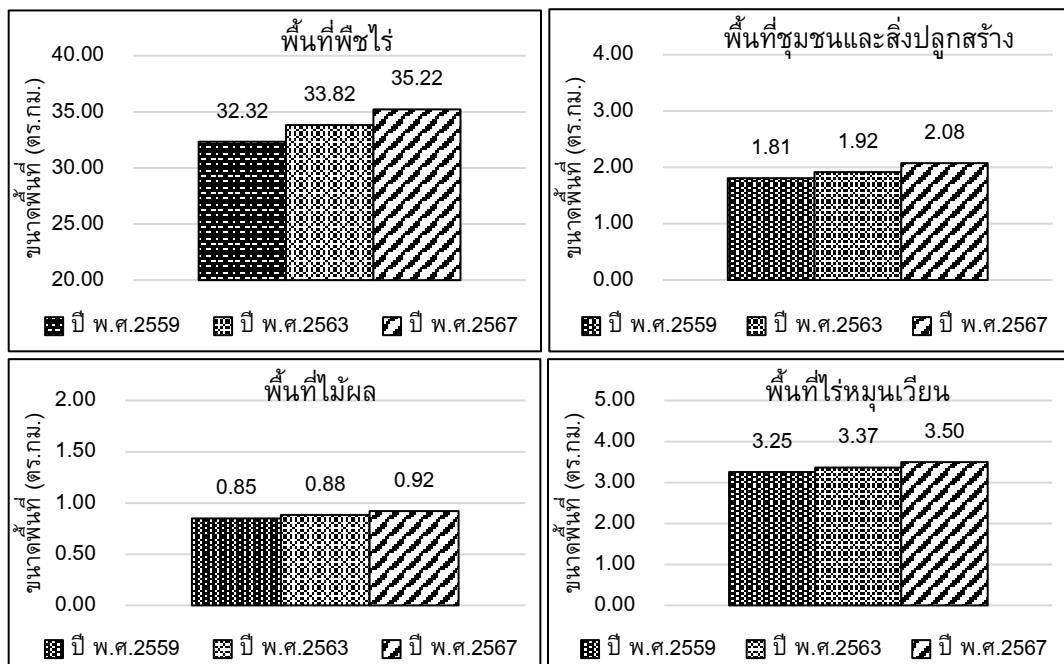 พื้นที่พืชไร่
ขนาดพื้นที่ (ตร.กม.)
40.00
35.00
30.00
25.00
20.00
32.32
33.82
35.22
ปี พ.ศ.2559 ปี พ.ศ.2563 ปี พ.ศ.2567
พื้นที่ชุมชนและสิ่งปลูกสร้าง
ขนาดพื้นที่ (ตร.กม.)
4.00
3.00
2.00
1.00
0.00
1.81
1.92
2.08
ปี พ.ศ.2559 ปี พ.ศ.2563 ปี พ.ศ.2567
พื้นที่ไม้ผล
ขนาดพื้นที่ (ตร.กม.)
2.00
1.50
1.00
0.50
0.00
0.85
0.88
0.92
ปี พ.ศ.2559 ปี พ.ศ.2563 ปี พ.ศ.2567
พื้นที่ไร่หมุนเวียน
ขนาดพื้นที่ (ตร.กม.)
5.00
4.00
3.00
2.00
1.00
0.00
3.25
3.37
3.50
ปี พ.ศ.2559 ปี พ.ศ.2563 ปี พ.ศ.2567